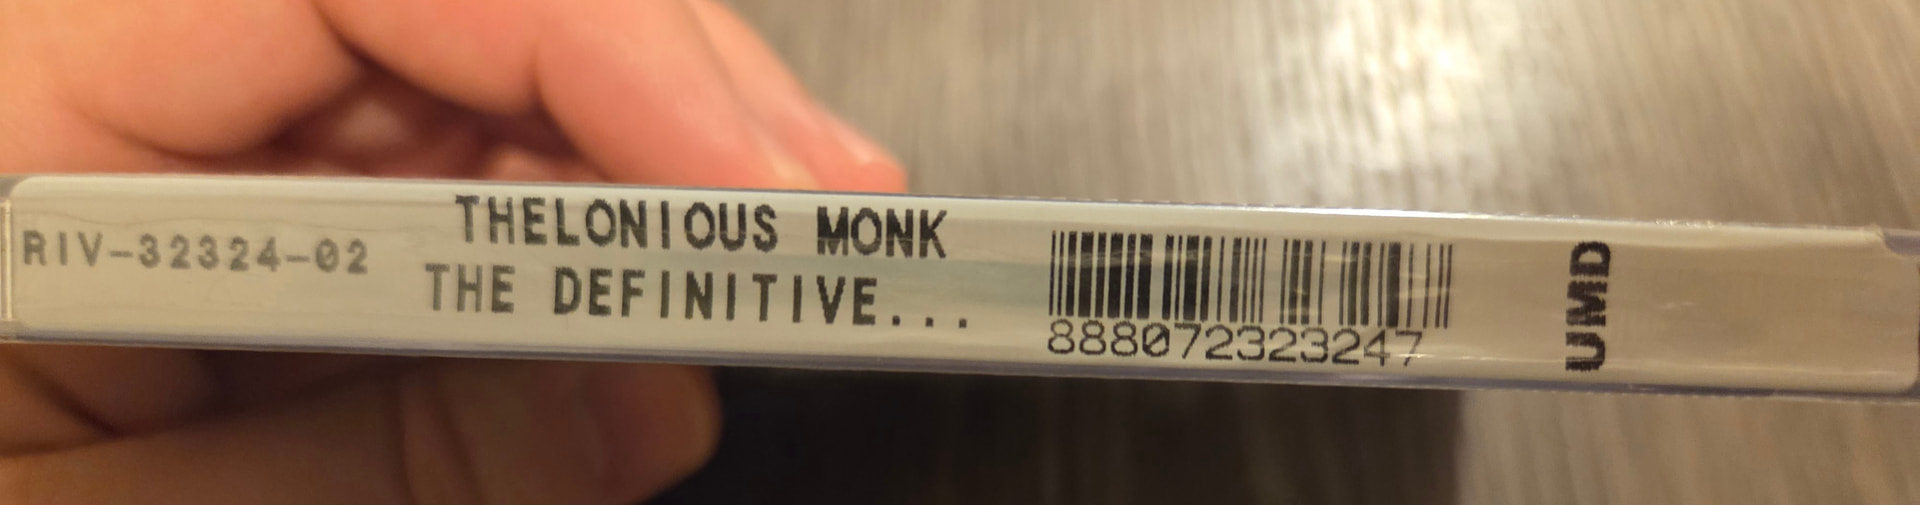 RIV-32324-02
THELONIOUS MONK
THE DEFINITIVE...
888072323247
UMD